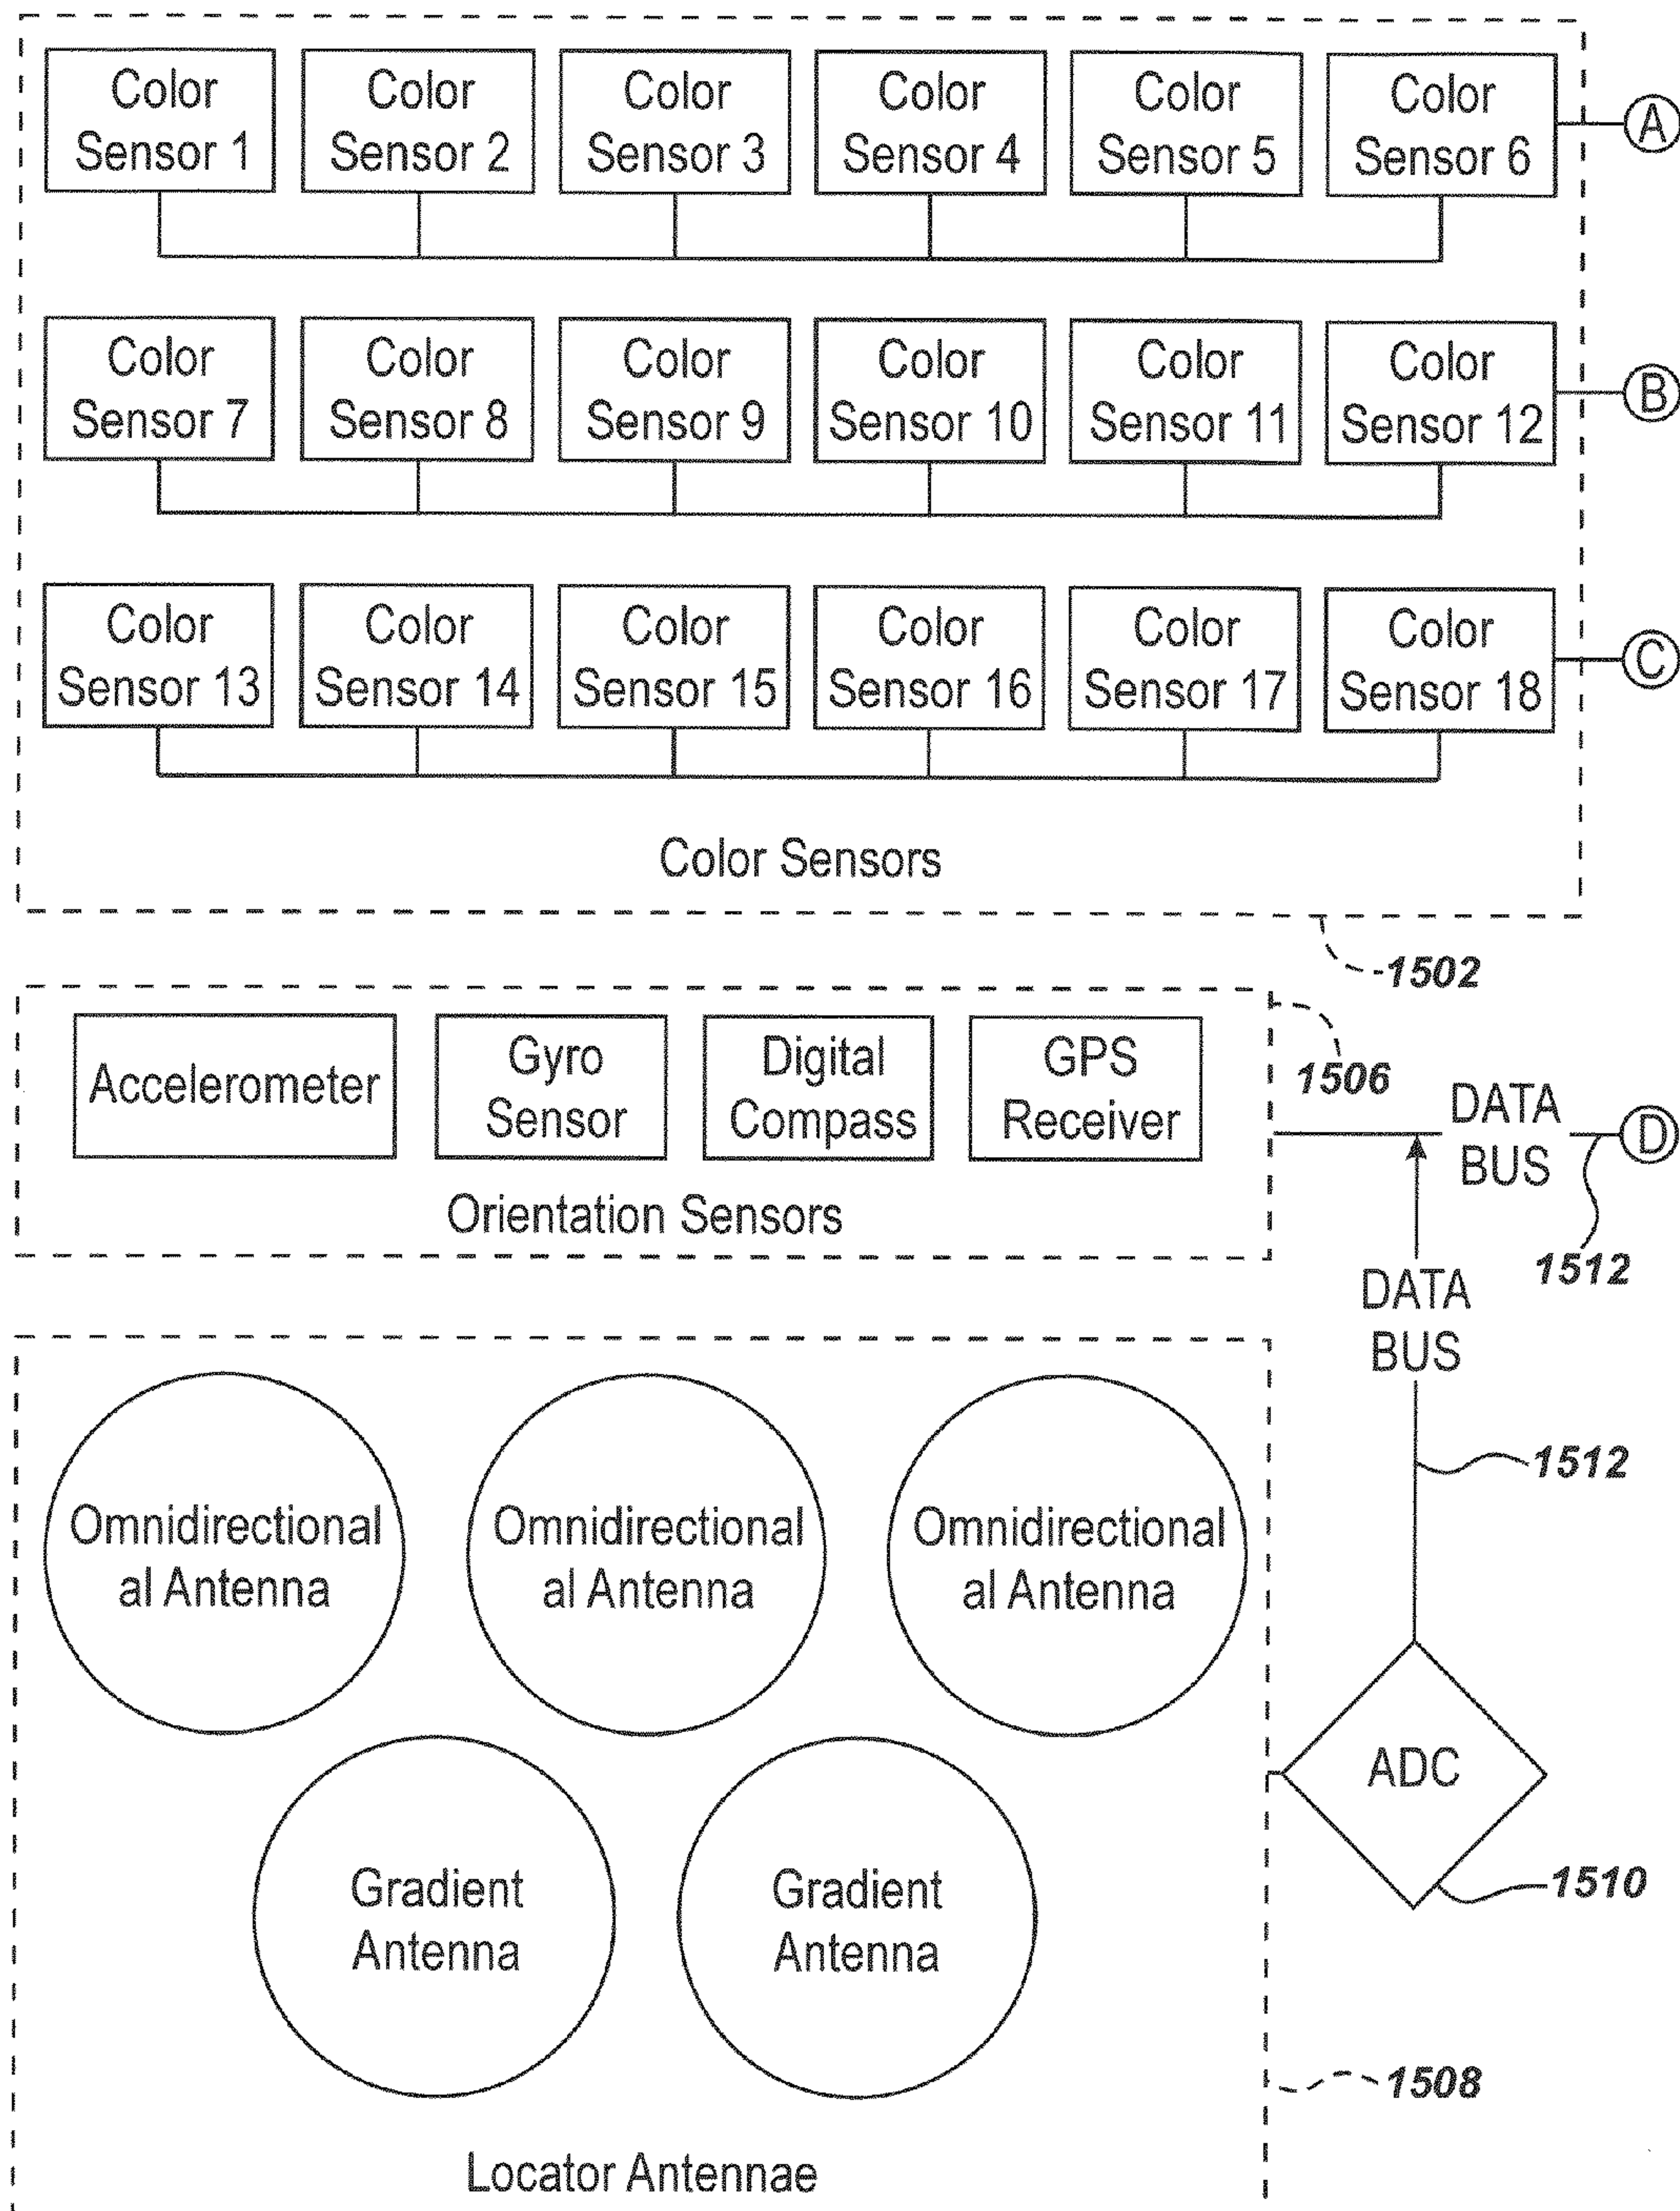 Color
Sensor 1
Color
Sensor 2
Color
Sensor 3
Color
Sensor 4
Color
Sensor 5
Color
Sensor 6
A
Color
Sensor 7
Color
Sensor 8
Color
Sensor 9
Color
Sensor 10
Color
Sensor 11
Color
Sensor 12
B
Color
Sensor 13
Color
Sensor 14
Color
Sensor 15
Color
Sensor 16
Color
Sensor 17
Color
Sensor 18
C
Color Sensors
1502
Accelerometer
Gyro
Sensor
Digital
Compass
GPS
Receiver
Orientation Sensors
1506
DATA
BUS
D
1512
DATA
BUS
1512
Omnidirectional
al Antenna
Omnidirectional
al Antenna
Omnidirectional
al Antenna
ADC
1510
Gradient
Antenna
Gradient
Antenna
1508
Locator Antennae